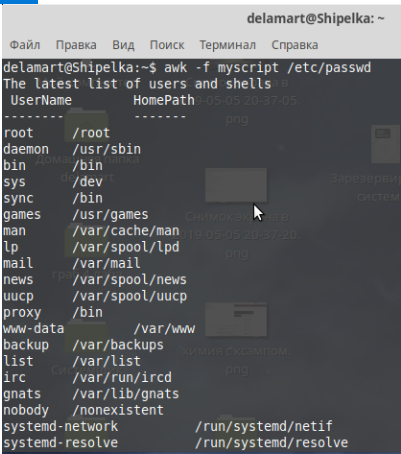 delamart@Shipelka: ~
Файл Правка Вид Поиск Терминал Справка
delamart@Shipelka:~$ awk -f myscript /etc/passwd
The latest list of users and shells
 UserName        HomePath
--------         -------
root     /root
daemon   /usr/sbin
bin      /bin
sys      /dev
sync     /bin
games    /usr/games
man      /var/cache/man
lp       /var/spool/lpd
mail     /var/mail
news     /var/spool/news
uucp     /var/spool/uucp
proxy    /bin
www-data         /var/www
backup   /var/backups
list     /var/list
irc      /var/run/ircd
gnats    /var/lib/gnats
nobody   /nonexistent
systemd-network          /run/systemd/netif
systemd-resolve          /run/systemd/resolve